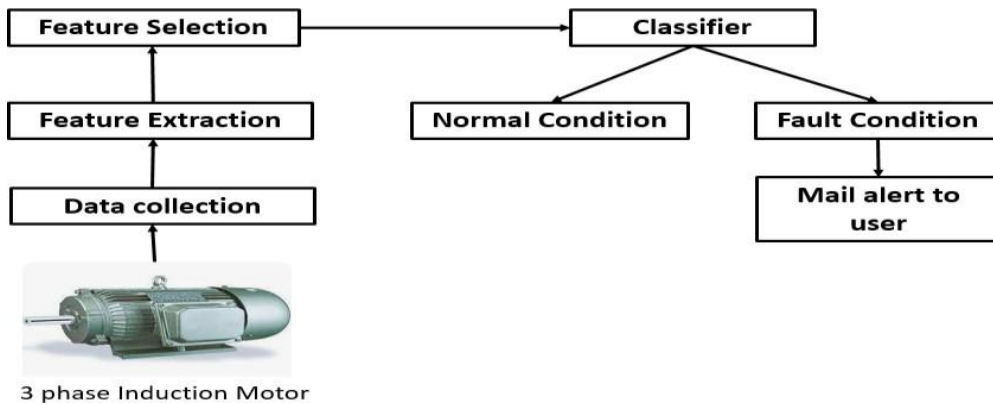 Feature Selection
Classifier
Feature Extraction
Normal Condition
Fault Condition
Data collection
Mail alert to
user
3 phase Induction Motor